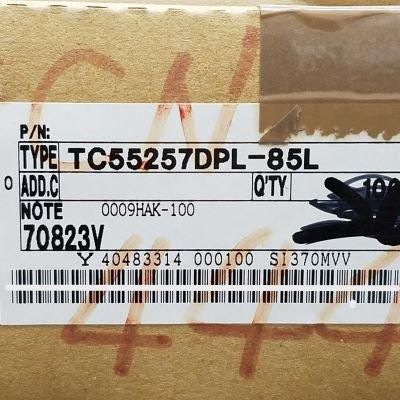 P/N:
TYPE TC55257DPL-85L
ADD.C Q'TY
NOTE 0009HAK-100
70823V
Y 40483314 000100 SI370MVV